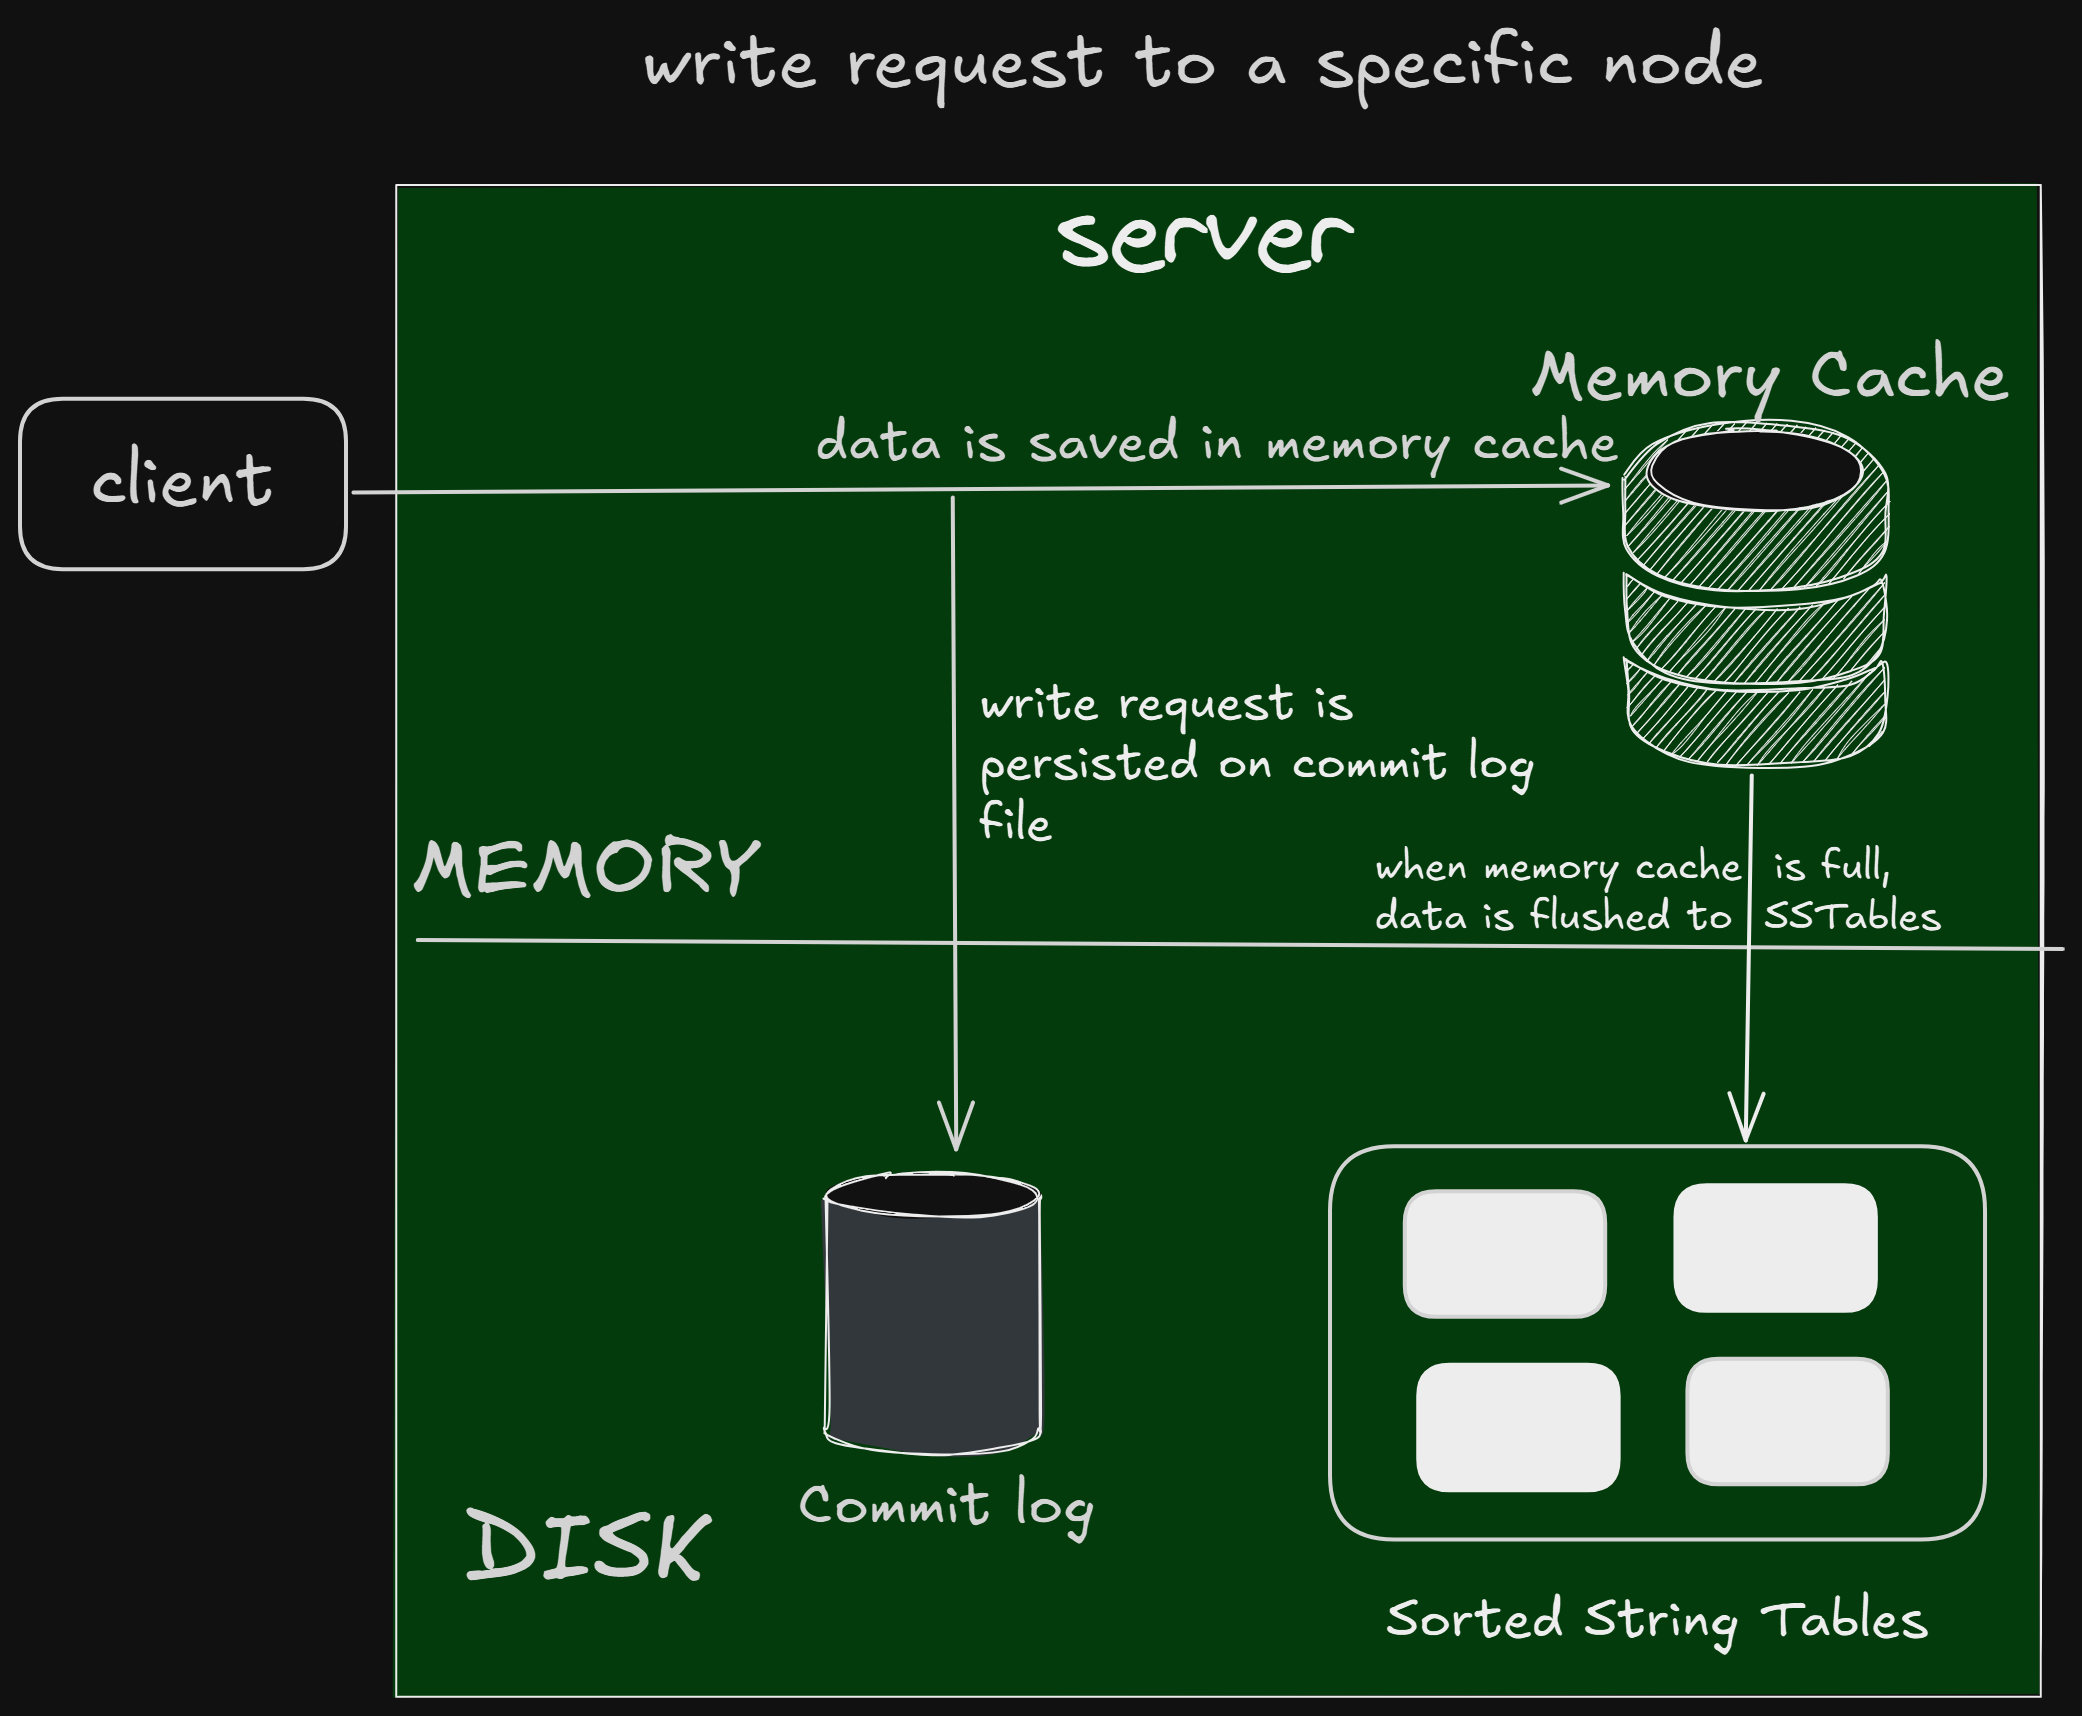 write request to a specific node
server
Memory Cache
data is saved in memory cache
client
write request is
persisted on commit log
file
MEMORY
when memory cache is full,
data is flushed to SSTables
Commit log
DISK
Sorted String Tables